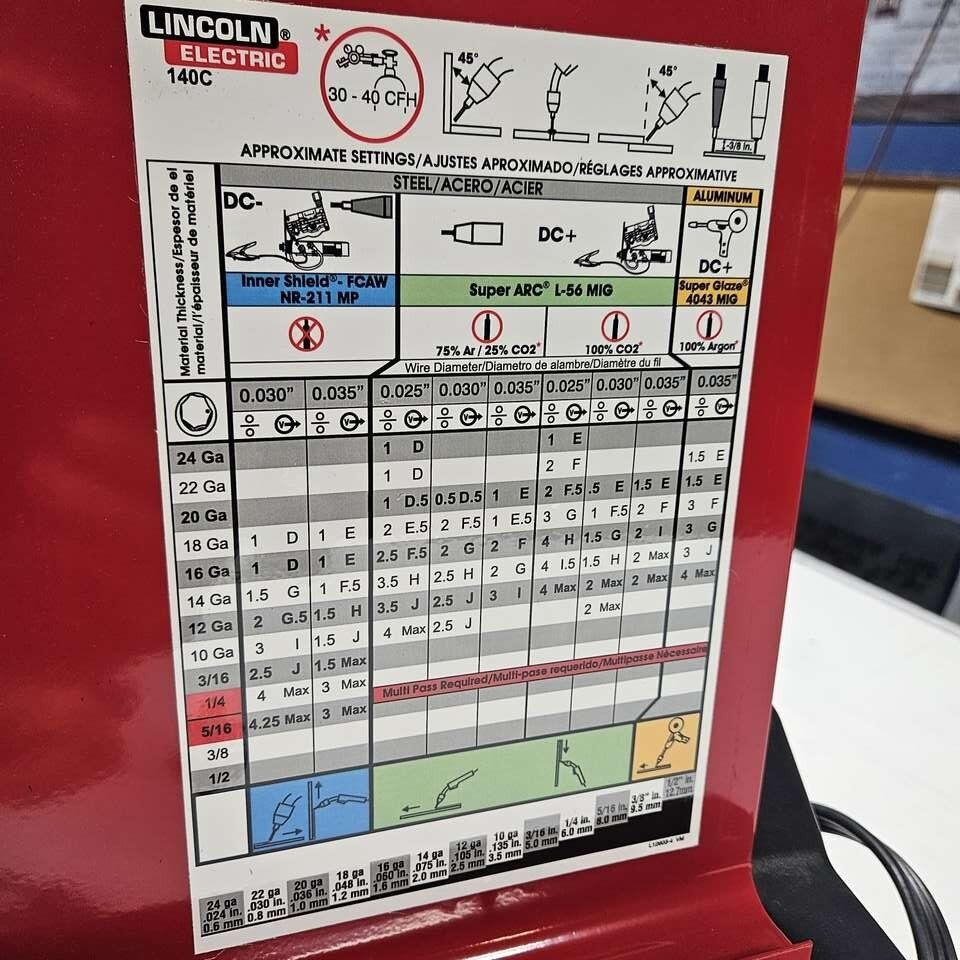 LINCOLN®
ELECTRIC
140C
*
30 - 40 CFH
45°
45°
-3/8 in.
APPROXIMATE SETTINGS/AJUSTES APROXIMADO/RÉGLAGES APPROXIMATIVE
Material Thickness/Espesor de el
material/l'épaisseur de matériel
STEEL/ACERO/ACIER
ALUMINUM
DC-
DC+
DC+
Inner Shield®- FCAW
NR-211 MP
Super ARC® L-56 MIG
Super Glaze®
4043 MIG
75% Ar / 25% CO2*
100% CO2*
100% Argon*
Wire Diameter/Diametro de alambre/Diamètre du fil
0.030" 0.035" 0.025" 0.030" 0.035" 0.025" 0.030" 0.035" 0.035"
V V V V V V V V V
24 Ga 1 D 1 E
22 Ga 1 D 2 F 1.5 E
20 Ga 1 D.5 0.5 D.5 1 E 2 F.5 .5 E 1.5 E 1.5 E
18 Ga 1 D 1 E 2 E.5 2 F.5 1 E.5 3 G 1 F.5 2 F 3 F
16 Ga 1 D 1 E 2.5 F.5 2 G 2 F 4 H 1.5 G 2 I 3 G
14 Ga 1.5 G 1 F.5 3.5 H 2.5 H 2 G 4 I.5 1.5 H 2 Max 3 J
12 Ga 2 G.5 1.5 H 3.5 J 2.5 J 3 I 4 Max 2 Max 2 Max 4 Max
10 Ga 3 I 1.5 J 4 Max 2.5 J 2 Max
3/16 2.5 J 1.5 Max
1/4 4 Max 3 Max Multi Pass Required/Multi-pase requerido/Multipasse Nécessaire
5/16 4.25 Max 3 Max
3/8
1/2
24 ga
.024 in.
0.6 mm
22 ga
.030 in.
0.8 mm
20 ga
.036 in.
1.0 mm
18 ga
.048 in.
1.2 mm
16 ga
.060 in.
1.6 mm
14 ga
.075 in.
2.0 mm
12 ga
.105 in.
2.5 mm
10 ga
.135 in.
3.5 mm
3/16 in.
5.0 mm
1/4 in.
6.0 mm
5/16 in.
8.0 mm
3/8" in.
9.5 mm
1/2" in.
12.7mm